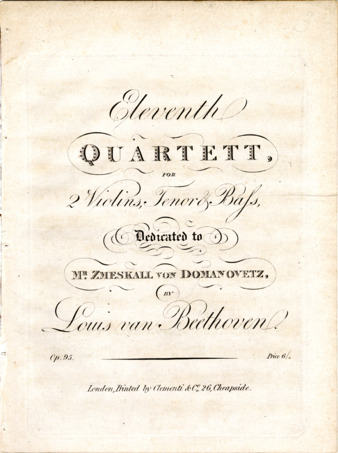 Eleventh
QUARTETT,
FOR
2 Violins, Tenor & Baſs,
Dedicated to
Mr. ZMESKALL VON DOMANOVETZ,
BY
Louis van Beethoven.
Op. 95. Price 6/-
London, Printed by Clementi & Co. 26, Cheapside.